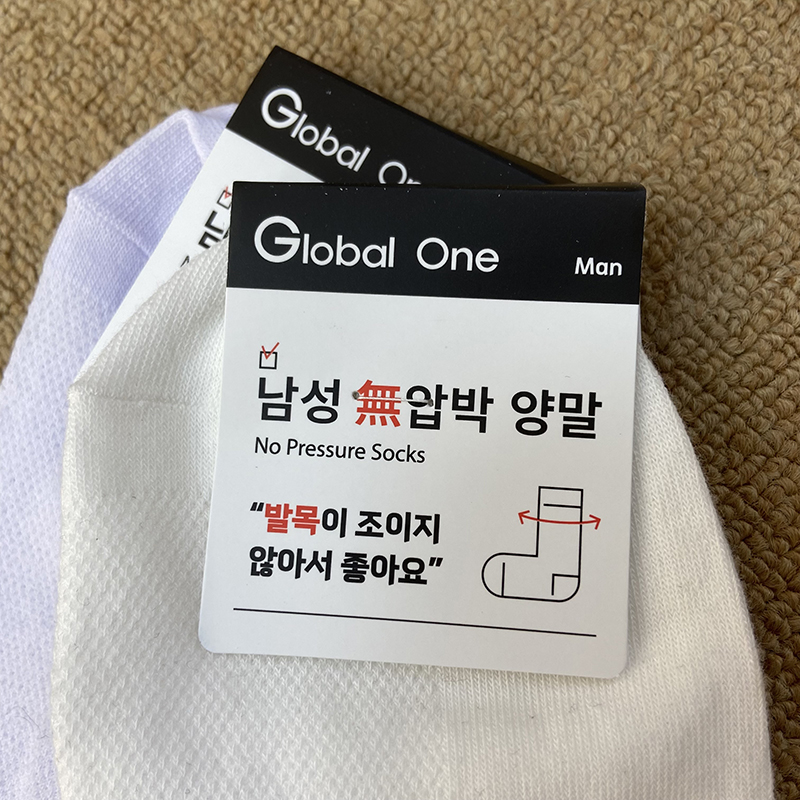 Global On
Global One
Man
남성 無압박 양말
No Pressure Socks
“발목이 조이지
않아서 좋아요”